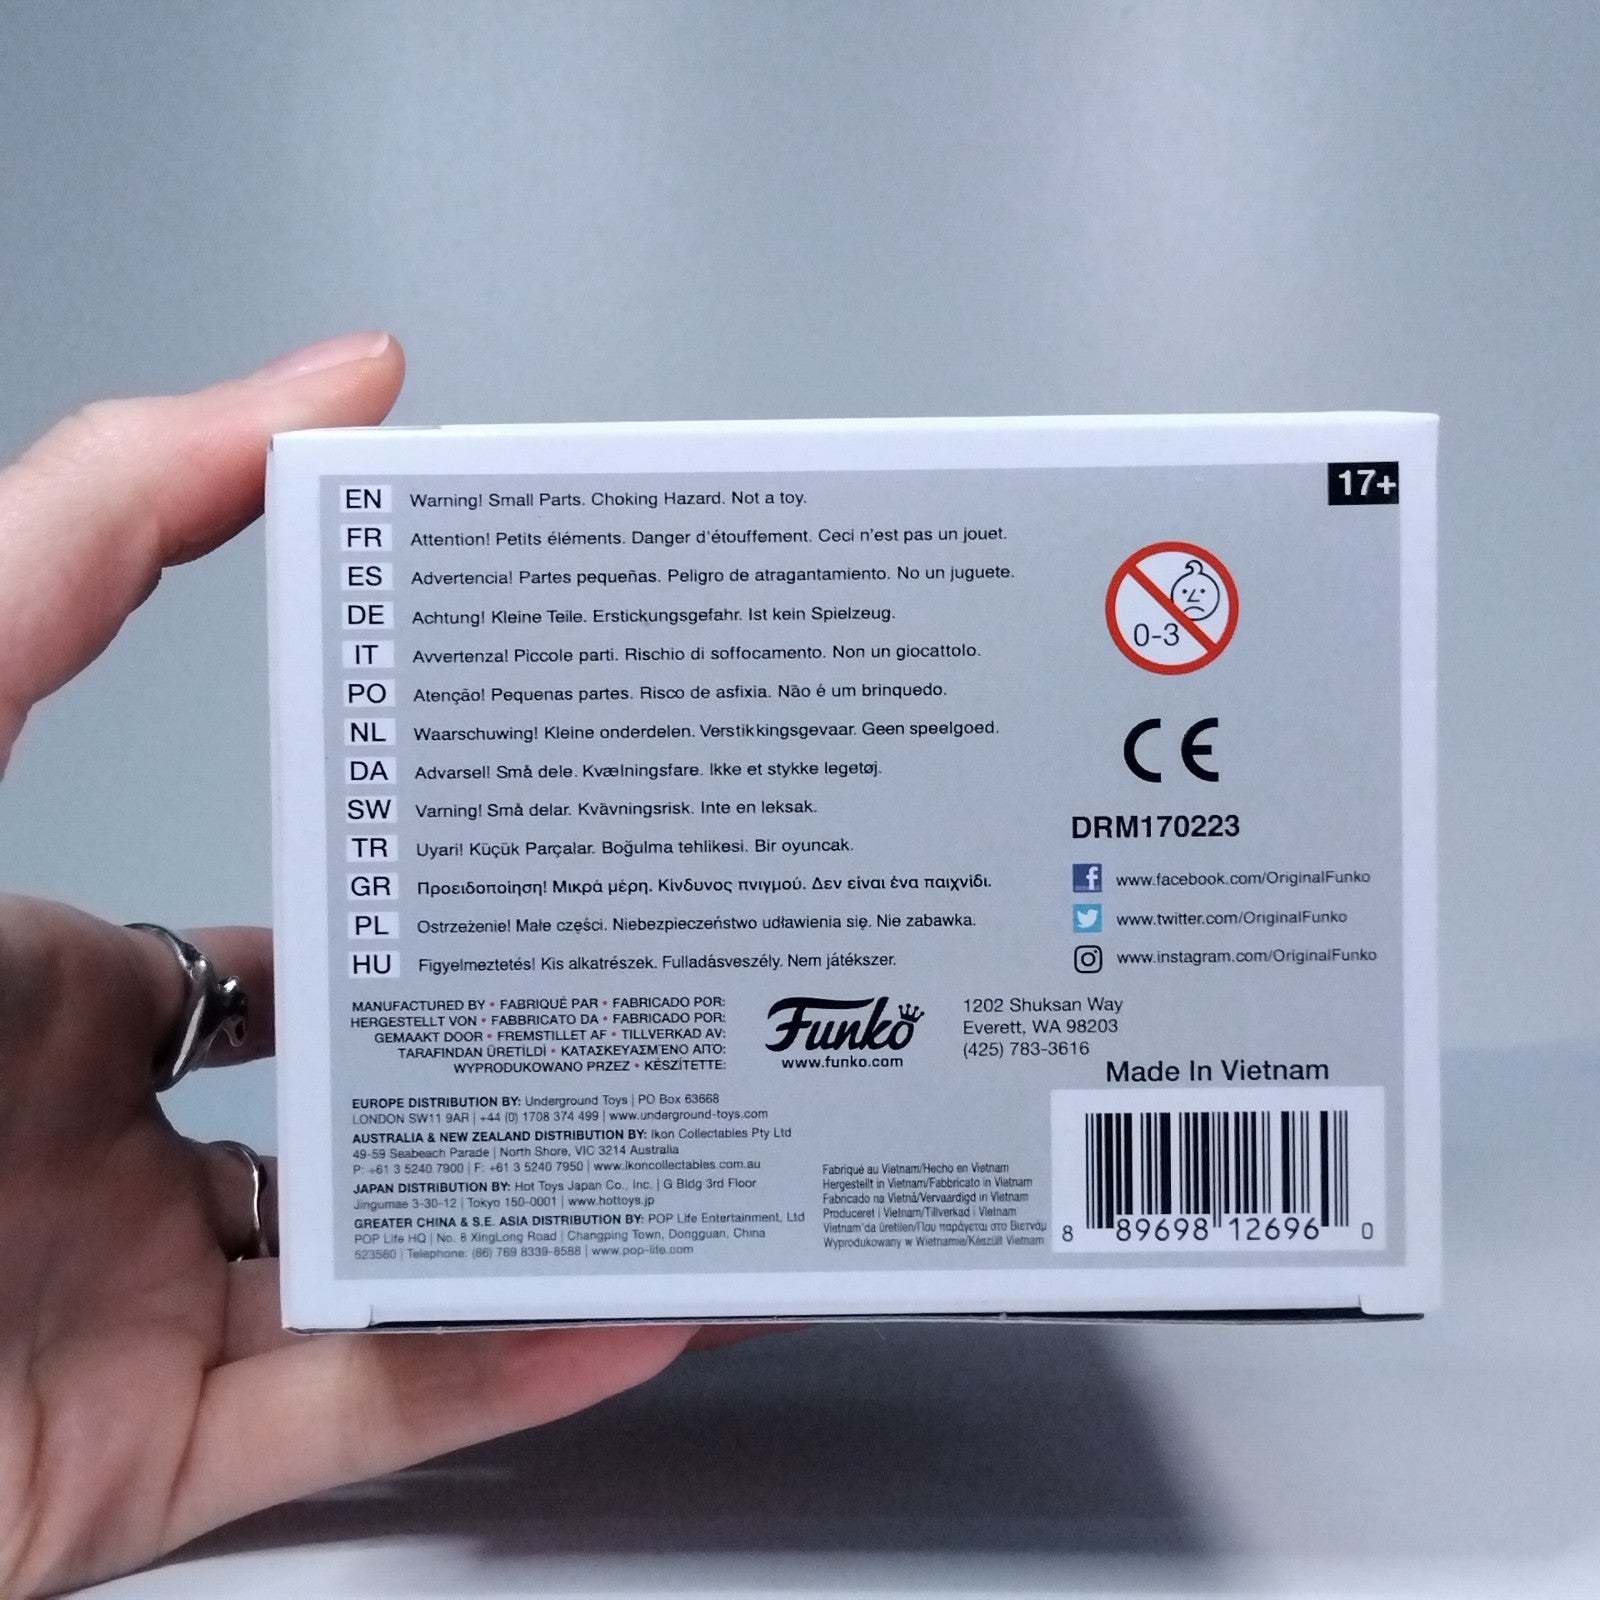 17+
EN Warning! Small Parts. Choking Hazard. Not a toy.
FR Attention! Petits éléments. Danger d'étouffement. Ceci n'est pas un jouet.
ES Advertencia! Partes pequeñas. Peligro de atragantamiento. No un juguete.
DE Achtung! Kleine Teile. Erstickungsgefahr. Ist kein Spielzeug.
IT Avvertenza! Piccole parti. Rischio di soffocamento. Non un giocattolo.
PO Atenção! Pequenas partes. Risco de asfixia. Não é um brinquedo.
NL Waarschuwing! Kleine onderdelen. Verstikkingsgevaar. Geen speelgoed.
DA Advarsel! Små dele. Kvælningsfare. Ikke et stykke legetøj.
SW Varning! Små delar. Kvävningsrisk. Inte en leksak.
TR Uyari! Küçük Parçalar. Boğulma tehlikesi. Bir oyuncak.
GR Προειδοποίηση! Μικρά μέρη. Κίνδυνος πνιγμού. Δεν είναι ένα παιχνίδι.
PL Ostrzeżenie! Małe części. Niebezpieczeństwo udławienia się. Nie zabawka.
HU Figyelmeztetés! Kis alkatrészek. Fulladásveszély. Nem játékszer.
0-3
CE
DRM170223
f www.facebook.com/OriginalFunko
www.twitter.com/OriginalFunko
www.instagram.com/OriginalFunko
MANUFACTURED BY • FABRIQUÉ PAR • FABRICADO POR:
HERGESTELLT VON • FABBRICATO DA • FABRICADO POR:
GEMAAKT DOOR • FREMSTILLET AF • TILLVERKAD AV:
TARAFINDAN ÜRETİLDİ • ΚΑΤΑΣΚΕΥΑΣΜΈΝΟ ΑΠΌ:
WYPRODUKOWANO PRZEZ • KÉSZÍTETTE:
Funko
www.funko.com
1202 Shuksan Way
Everett, WA 98203
(425) 783-3616
Made In Vietnam
EUROPE DISTRIBUTION BY: Underground Toys | PO Box 63668
LONDON SW11 9AR | +44 (0) 1708 374 499 | www.underground-toys.com
AUSTRALIA & NEW ZEALAND DISTRIBUTION BY: Ikon Collectables Pty Ltd
49-59 Seabeach Parade | North Shore, VIC 3214 Australia
P: +61 3 5240 7900 | F: +61 3 5240 7950 | www.ikoncollectables.com.au
JAPAN DISTRIBUTION BY: Hot Toys Japan Co., Inc. | G Bldg 3rd Floor
Jingumae 3-30-12 | Tokyo 150-0001 | www.hottoys.jp
GREATER CHINA & S.E. ASIA DISTRIBUTION BY: POP Life Entertainment, Ltd
POP Life HQ | No. 8 XingLong Road | Changping Town, Dongguan, China
523560 | Telephone: (86) 769 8339-8588 | www.pop-life.com
Fabriqué au Vietnam/Hecho en Vietnam
Hergestellt in Vietnam/Fabbricato in Vietnam
Fabricado na Vietnã/Vervaardigd in Vietnam
Produceret i Vietnam/Tillverkad i Vietnam
Vietnam'da üretilen/Που παράγεται στο Βιετνάμ
Wyprodukowany w Wietnamie/Készült Vietnam
8 89698 12696 0